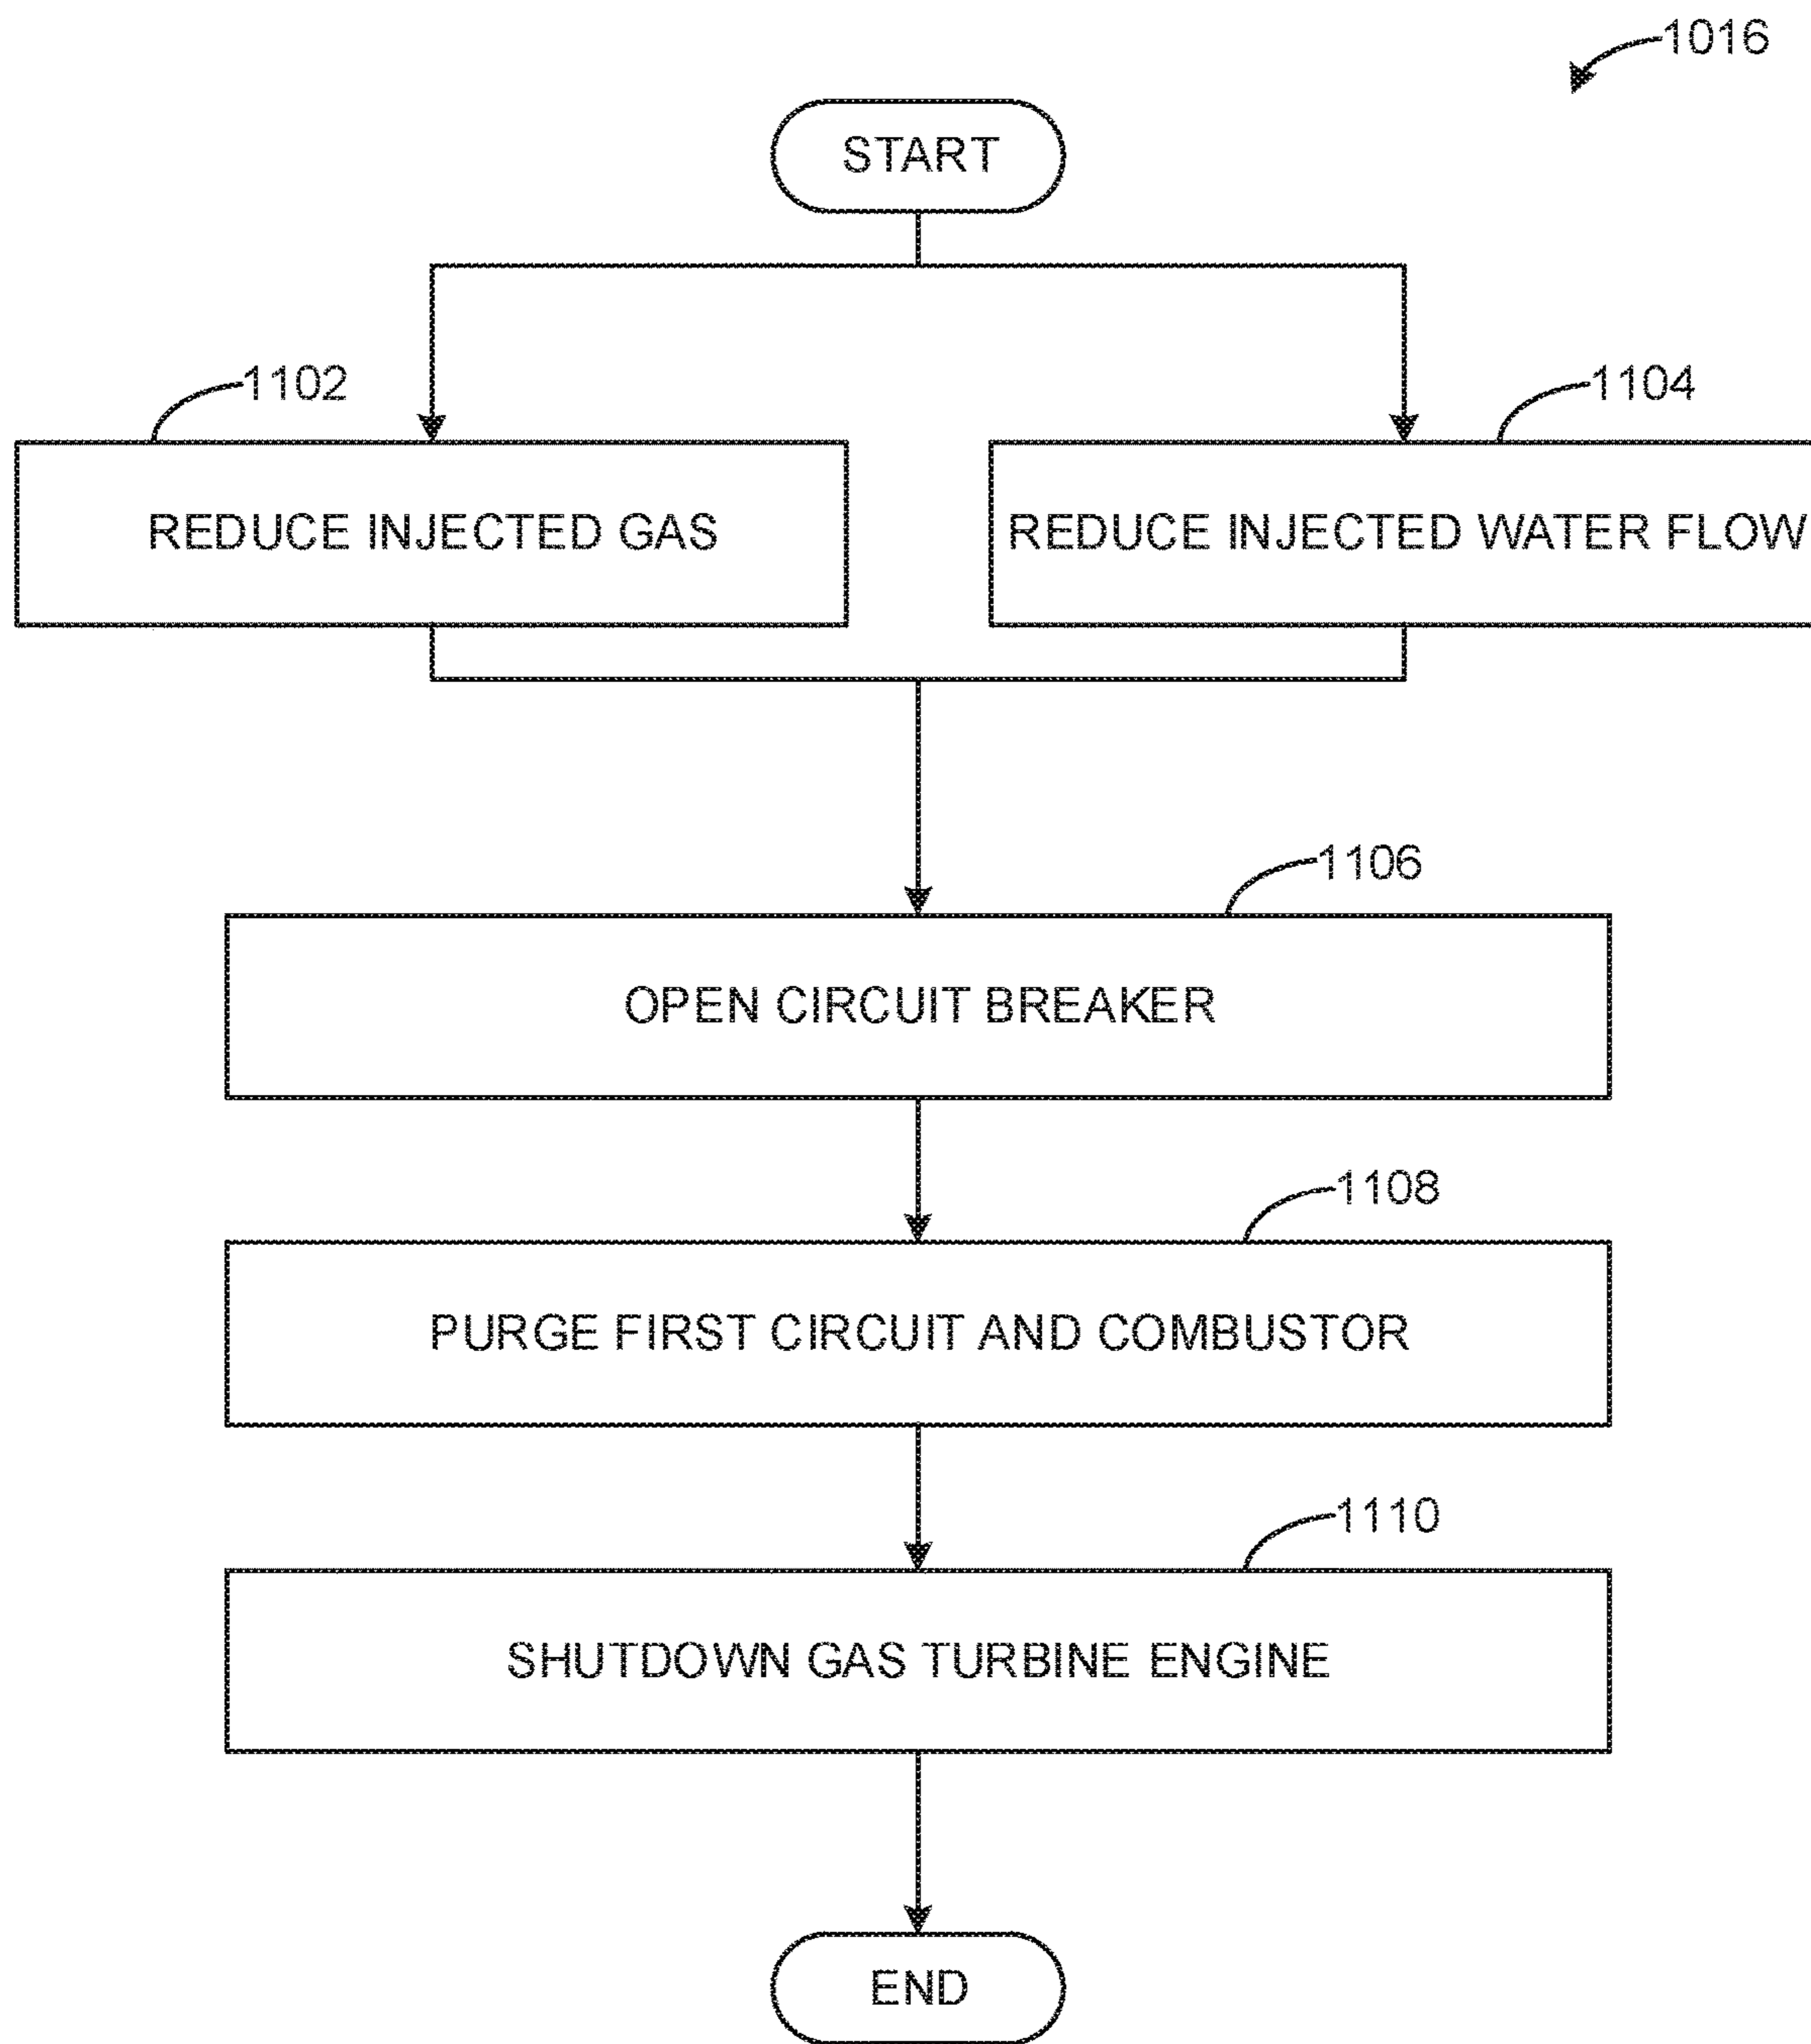 1016
START
1102
1104
REDUCE INJECTED GAS
REDUCE INJECTED WATER FLOW
1106
OPEN CIRCUIT BREAKER
1108
PURGE FIRST CIRCUIT AND COMBUSTOR
1110
SHUTDOWN GAS TURBINE ENGINE
END